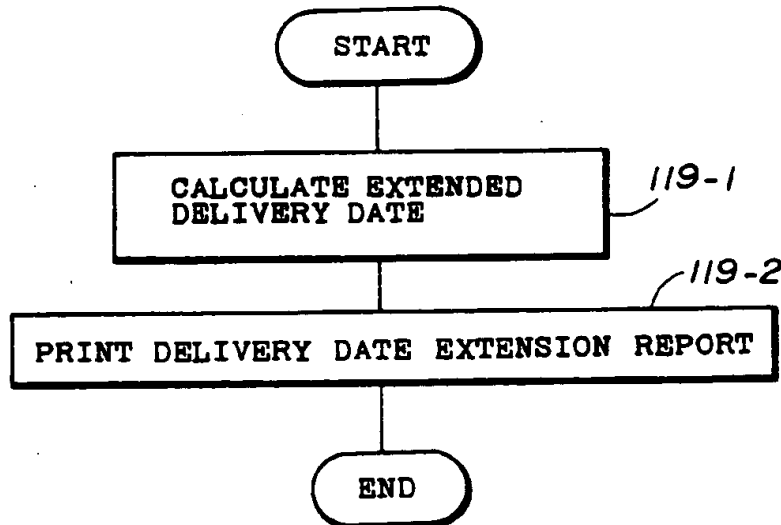 START
CALCULATE EXTENDED
DELIVERY DATE
119-1
119-2
PRINT DELIVERY DATE EXTENSION REPORT
END